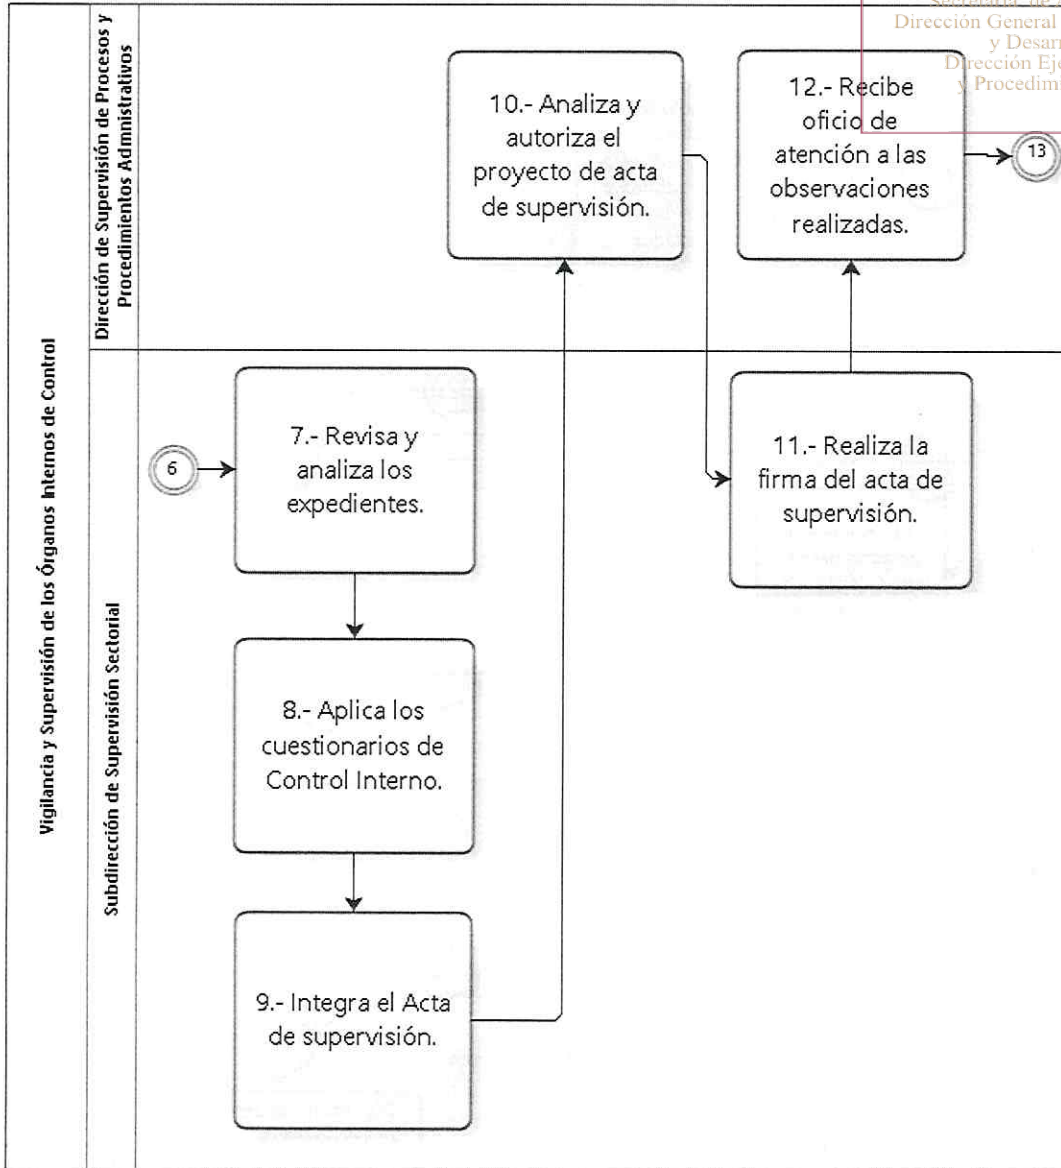 Dirección General
y Desarr
Dirección Eje
y Procedimi
Vigilancia y Supervisión de los Órganos Internos de Control
Dirección de Supervisión de Procesos y
Procedimientos Admnistrativos
10.- Analiza y
autoriza el
proyecto de acta
de supervisión.
12.- Recibe
oficio de
atención a las
observaciones
realizadas.
13
Subdirección de Supervisión Sectorial
6
7.- Revisa y
analiza los
expedientes.
11.- Realiza la
firma del acta de
supervisión.
8.- Aplica los
cuestionarios de
Control Interno.
9.- Integra el Acta
de supervisión.